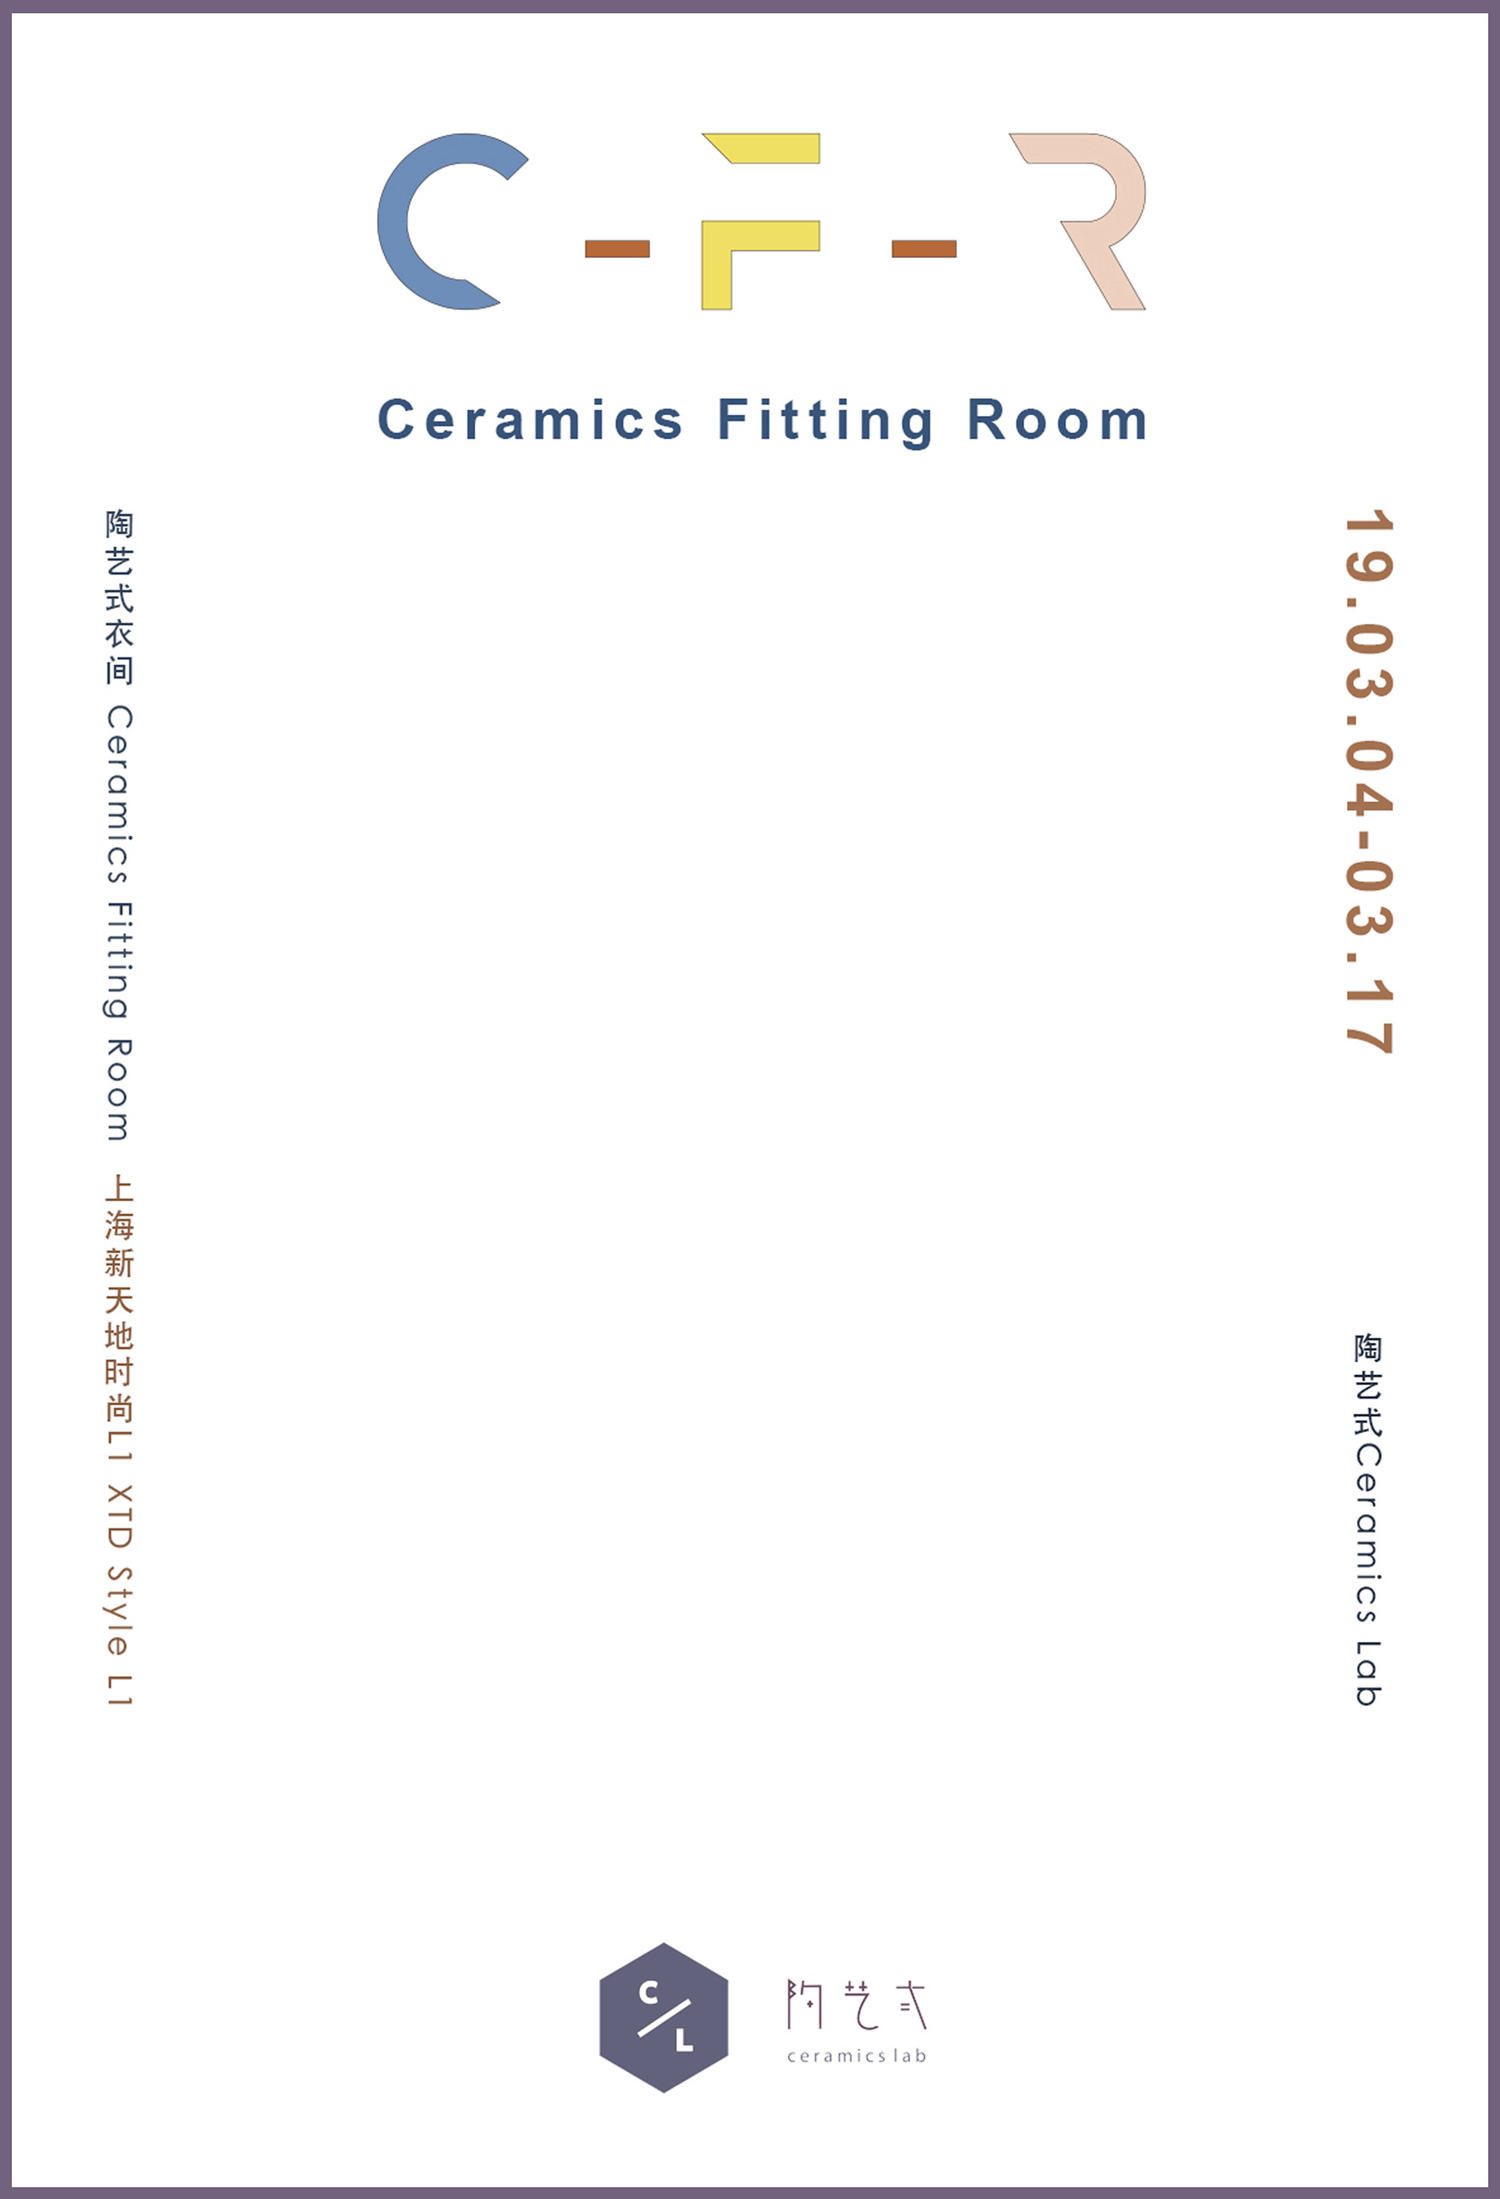 C-F-R
Ceramics Fitting Room
陶艺式衣间 Ceramics Fitting Room 上海新天地时尚L1 XTD Style L1
19.03.04-03.17
陶艺式Ceramics Lab
C/L
陶艺式
ceramics lab